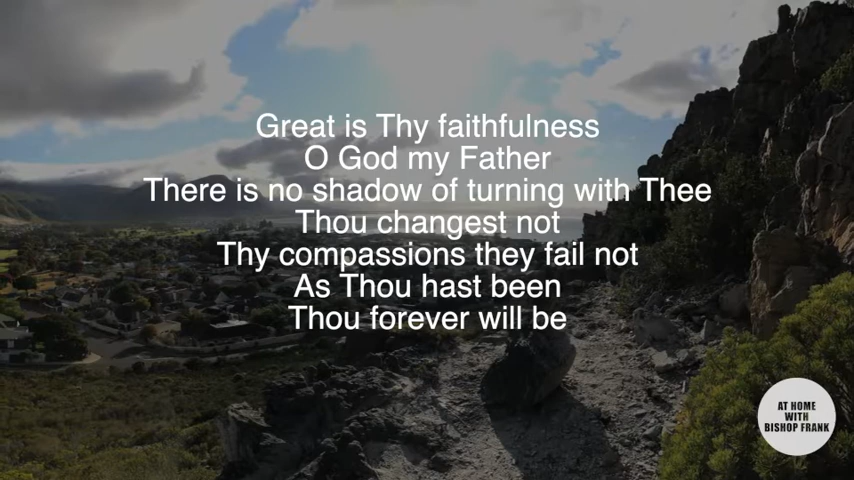 Great is Thy faithfulness
O God my Father
There is no shadow of turning with Thee
Thou changest not
Thy compassions they fail not
As Thou hast been
Thou forever will be
AT HOME
WITH
BISHOP FRANK